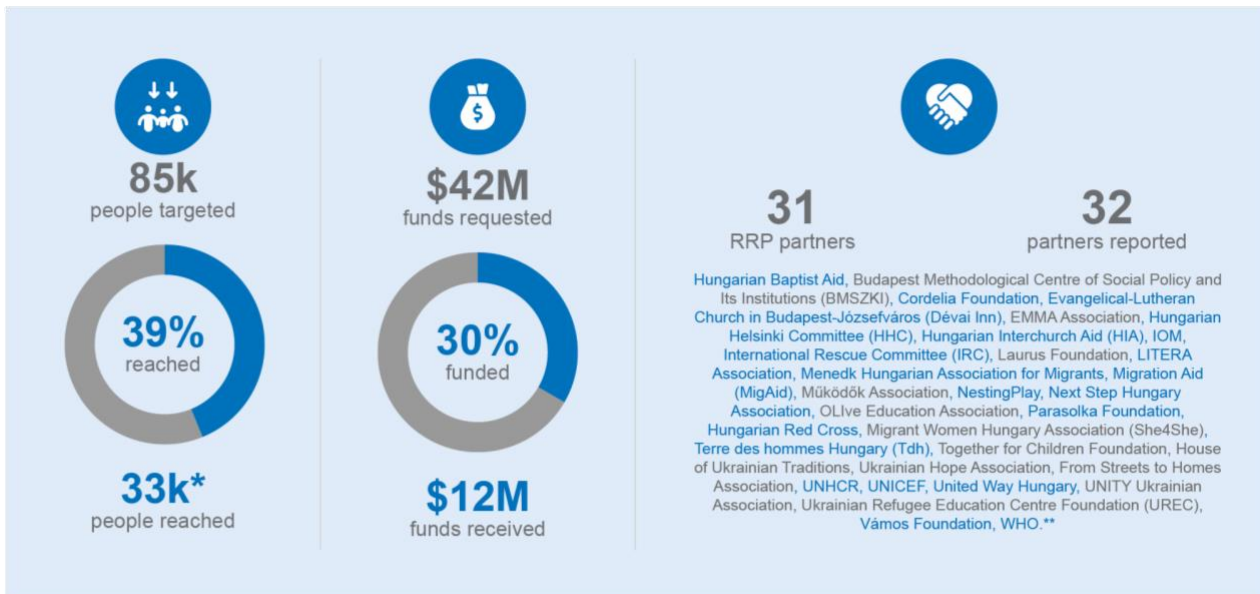 85k
people targeted
39%
reached
33k*
people reached
$
$42M
funds requested
30%
funded
$12M
funds received
31
RRP partners
32
partners reported
Hungarian Baptist Aid, Budapest Methodological Centre of Social Policy and
Its Institutions (BMSZKI), Cordelia Foundation, Evangelical-Lutheran
Church in Budapest-Józsefváros (Dévai Inn), EMMA Association, Hungarian
Helsinki Committee (HHC), Hungarian Interchurch Aid (HIA), IOM,
International Rescue Committee (IRC), Laurus Foundation, LITERA
Association, Menedk Hungarian Association for Migrants, Migration Aid
(MigAid), Működők Association, NestingPlay, Next Step Hungary
Association, OLIve Education Association, Parasolka Foundation,
Hungarian Red Cross, Migrant Women Hungary Association (She4She),
Terre des hommes Hungary (Tdh), Together for Children Foundation, House
of Ukrainian Traditions, Ukrainian Hope Association, From Streets to Homes
Association, UNHCR, UNICEF, United Way Hungary, UNITY Ukrainian
Association, Ukrainian Refugee Education Centre Foundation (UREC),
Vámos Foundation, WHO.**